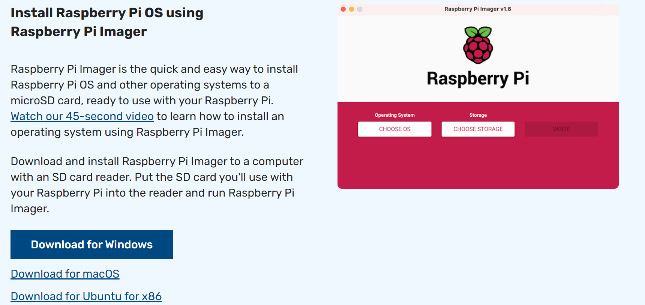 Install Raspberry Pi OS using
Raspberry Pi Imager
Raspberry Pi Imager is the quick and easy way to install
Raspberry Pi OS and other operating systems to a
microSD card, ready to use with your Raspberry Pi.
Watch our 45-second video to learn how to install an
operating system using Raspberry Pi Imager.
Download and install Raspberry Pi Imager to a computer
with an SD card reader. Put the SD card you'll use with
your Raspberry Pi into the reader and run Raspberry Pi
Imager.
Download for Windows
Download for macOS
Download for Ubuntu for x86
Raspberry Pi Imager v1.6
Raspberry Pi
Operating System Storage
CHOOSE OS CHOOSE STORAGE